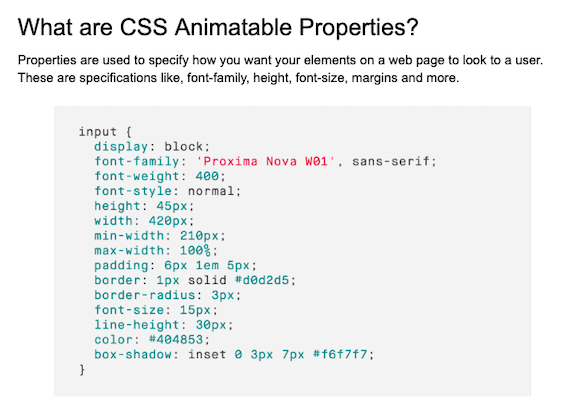 What are CSS Animatable Properties?
Properties are used to specify how you want your elements on a web page to look to a user.
These are specifications like, font-family, height, font-size, margins and more.
input {
  display: block;
  font-family: 'Proxima Nova W01', sans-serif;
  font-weight: 400;
  font-style: normal;
  height: 45px;
  width: 420px;
  min-width: 210px;
  max-width: 100%;
  padding: 6px 1em 5px;
  border: 1px solid #d0d2d5;
  border-radius: 3px;
  font-size: 15px;
  line-height: 30px;
  color: #404853;
  box-shadow: inset 0 3px 7px #f6f7f7;
}